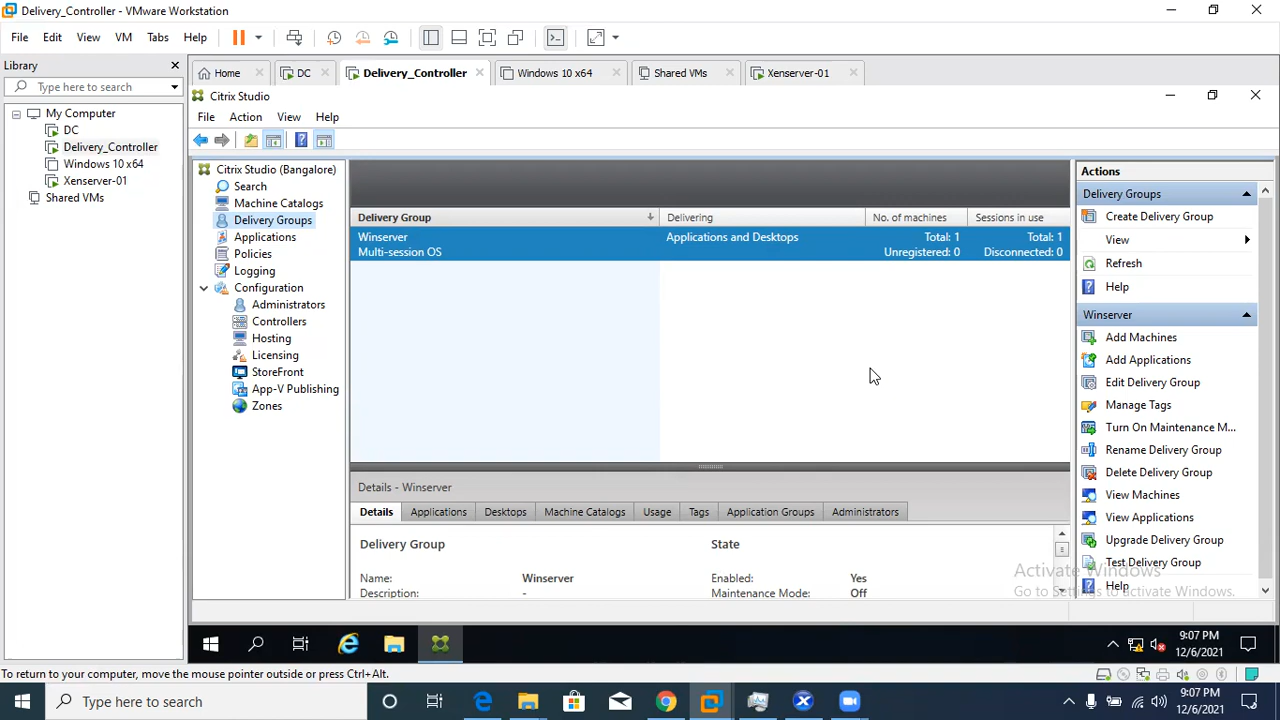 Delivery_Controller - VMware Workstation
File Edit View VM Tabs Help
Library
Type here to search
My Computer
DC
Delivery_Controller
Windows 10 x64
Xenserver-01
Shared VMs
Home DC Delivery_Controller Windows 10 x64 Shared VMs Xenserver-01
Citrix Studio
File Action View Help
Citrix Studio (Bangalore)
Search
Machine Catalogs
Delivery Groups
Applications
Policies
Logging
Configuration
Administrators
Controllers
Hosting
Licensing
StoreFront
App-V Publishing
Zones
Delivery Group Delivering No. of machines Sessions in use
Winserver Applications and Desktops Total: 1 Total: 1
Multi-session OS Unregistered: 0 Disconnected: 0
Details - Winserver
Details Applications Desktops Machine Catalogs Usage Tags Application Groups Administrators
Delivery Group State
Name: Winserver Enabled: Yes
Description: - Maintenance Mode: Off
Actions
Delivery Groups
Create Delivery Group
View
Refresh
Help
Winserver
Add Machines
Add Applications
Edit Delivery Group
Manage Tags
Turn On Maintenance M...
Rename Delivery Group
Delete Delivery Group
View Machines
View Applications
Upgrade Delivery Group
Test Delivery Group
Help
Activate Windows
Go to Settings to activate Windows.
9:07 PM
12/6/2021
To return to your computer, move the mouse pointer outside or press Ctrl+Alt.
Type here to search
9:07 PM
12/6/2021